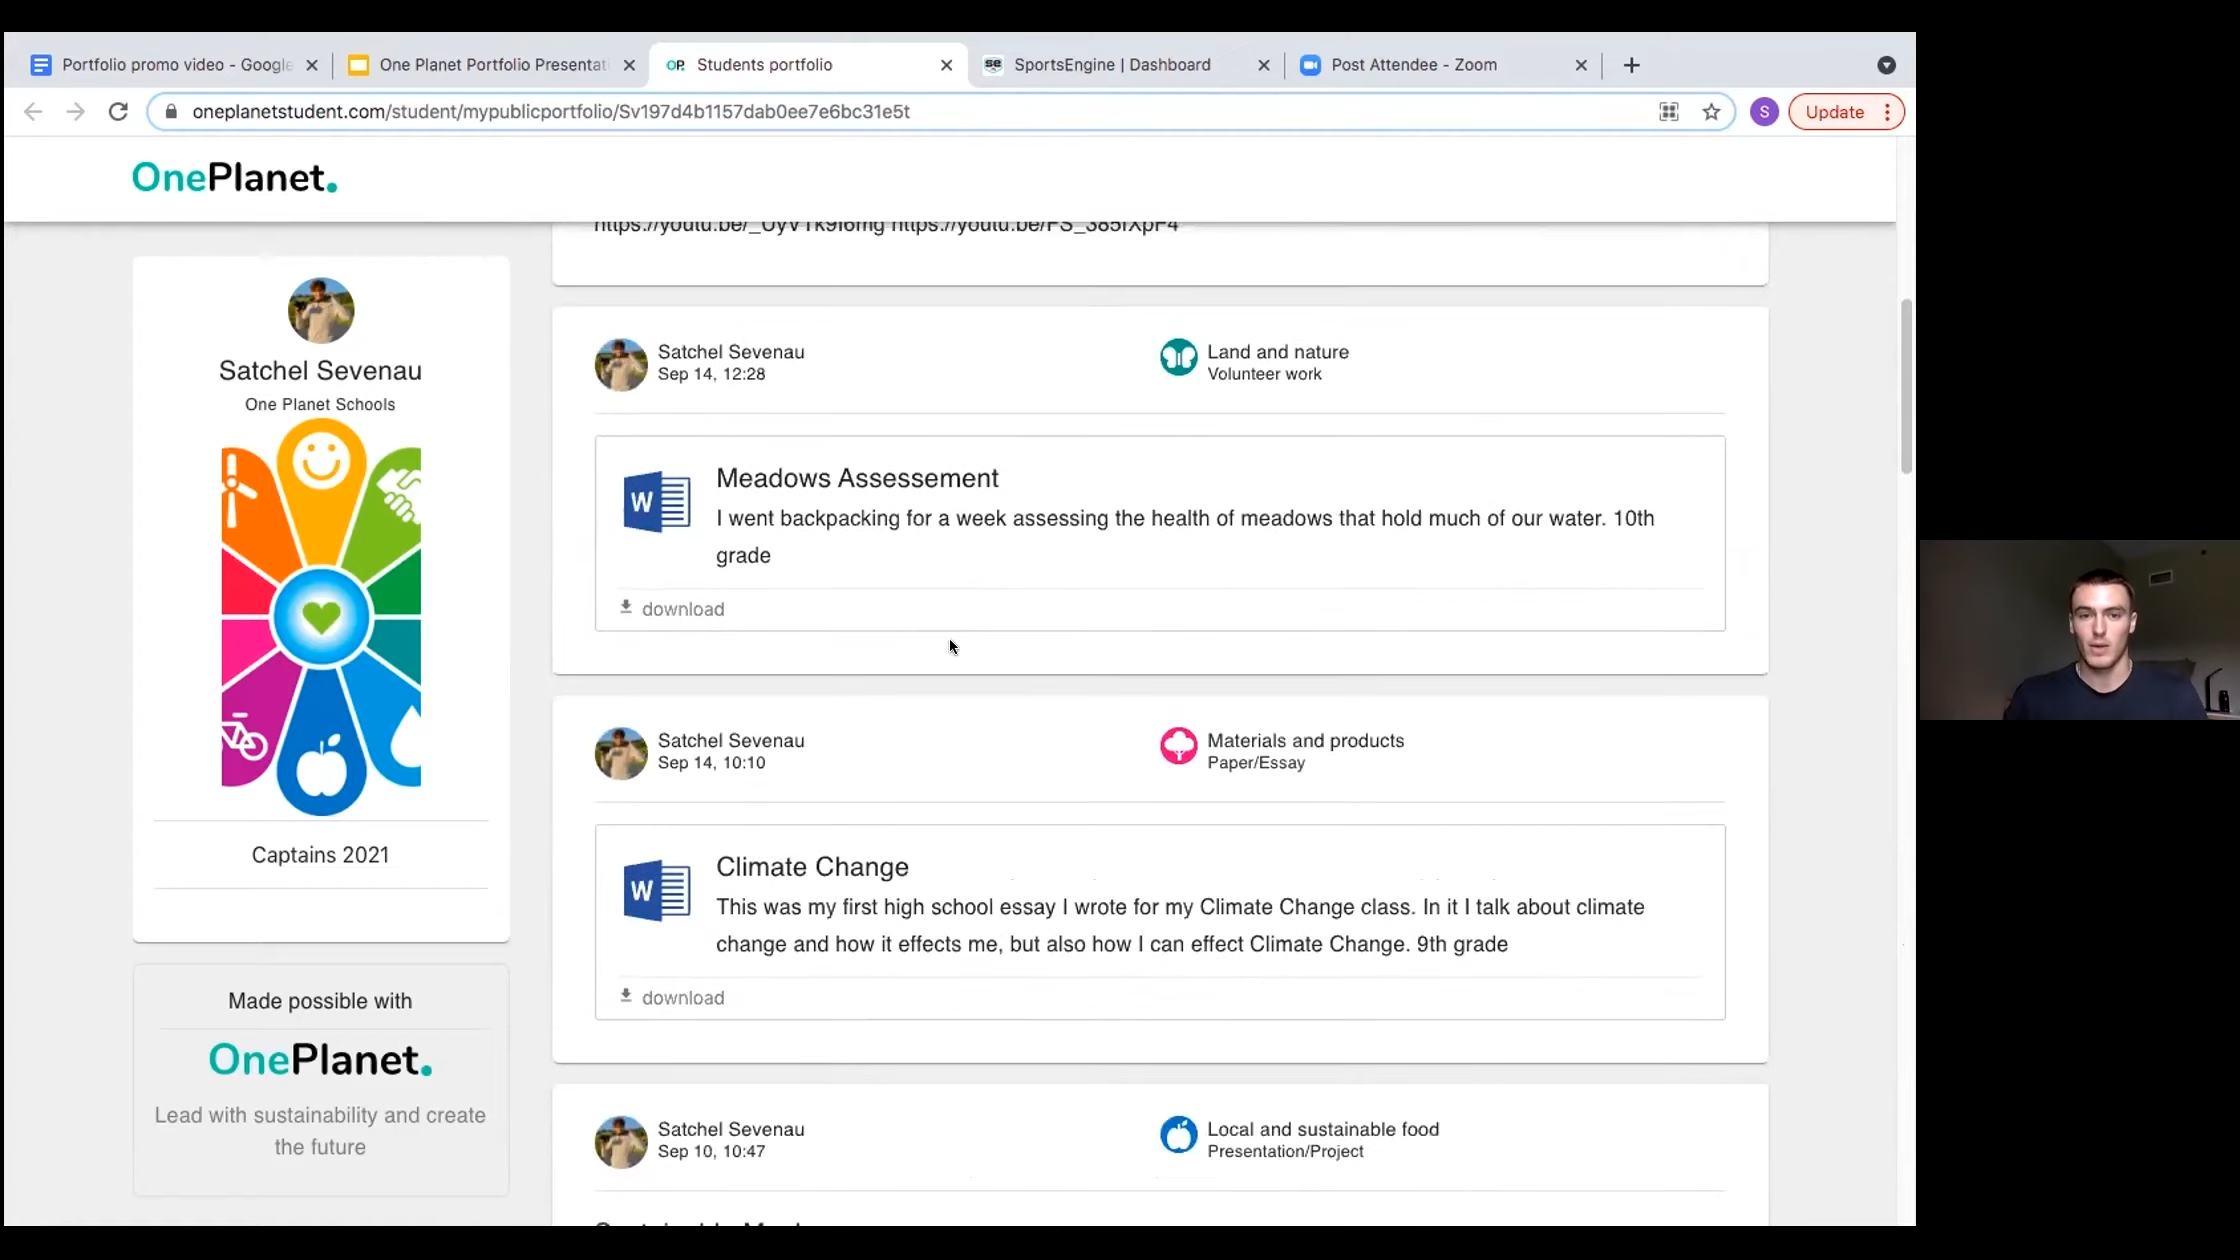 Portfolio promo video - Google
One Planet Portfolio Presentati
OP. Students portfolio
se SportsEngine | Dashboard
Post Attendee - Zoom
oneplanetstudent.com/student/mypublicportfolio/Sv197d4b1157dab0ee7e6bc31e5t
S
Update
OnePlanet.
Satchel Sevenau
One Planet Schools
Captains 2021
Made possible with
OnePlanet.
Lead with sustainability and create
the future
Satchel Sevenau
Sep 14, 12:28
Land and nature
Volunteer work
W
Meadows Assessement
I went backpacking for a week assessing the health of meadows that hold much of our water. 10th
grade
download
Satchel Sevenau
Sep 14, 10:10
Materials and products
Paper/Essay
W
Climate Change
This was my first high school essay I wrote for my Climate Change class. In it I talk about climate
change and how it effects me, but also how I can effect Climate Change. 9th grade
download
Satchel Sevenau
Sep 10, 10:47
Local and sustainable food
Presentation/Project